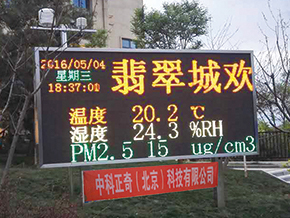 2016/05/04
星期三
18:37:00
翡翠城欢
温度 20.2 ℃
湿度 24.3 %RH
PM2.5 15 ug/cm3
中科正奇（北京）科技有限公司